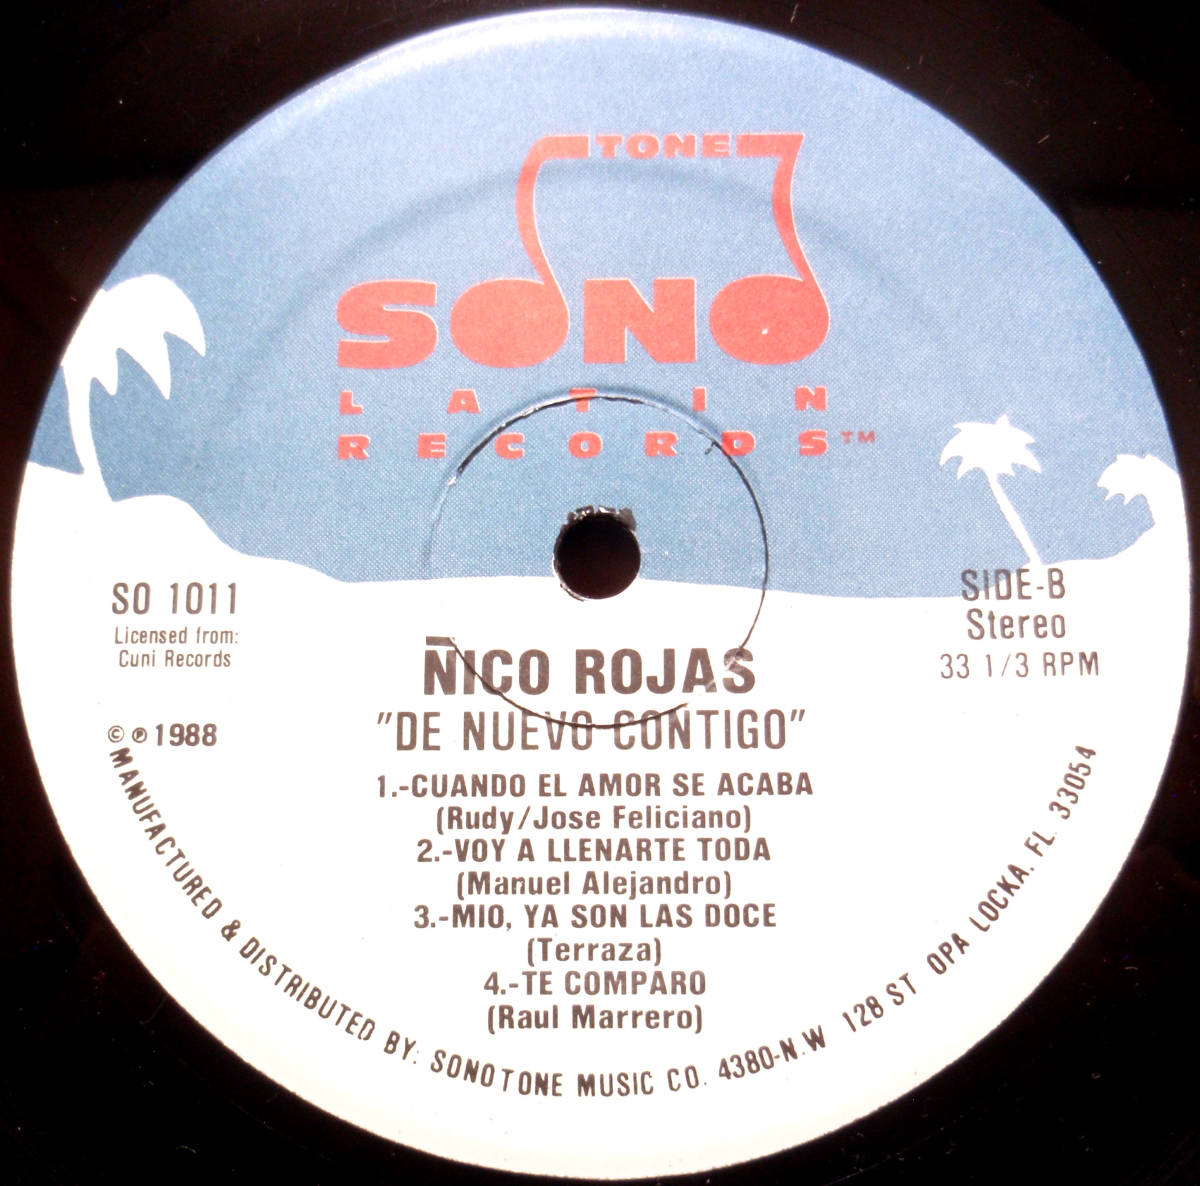 TONE
SONO
LATIN
RECORDS™
SO 1011
Licensed from:
Cuni Records
©℗1988
SIDE-B
Stereo
33 1/3 RPM
ÑICO ROJAS
"DE NUEVO CONTIGO"
1.-CUANDO EL AMOR SE ACABA
(Rudy/Jose Feliciano)
2.-VOY A LLENARTE TODA
(Manuel Alejandro)
3.-MIO, YA SON LAS DOCE
(Terraza)
4.-TE COMPARO
(Raul Marrero)
MANUFACTURED & DISTRIBUTED BY: SONOTONE MUSIC CO. 4380-N.W 128 ST OPA LOCKA. FL. 33054